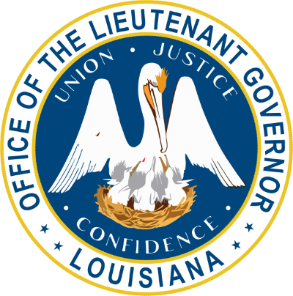 OFFICE OF THE LIEUTENANT GOVERNOR
UNION · JUSTICE
· CONFIDENCE ·
LOUISIANA